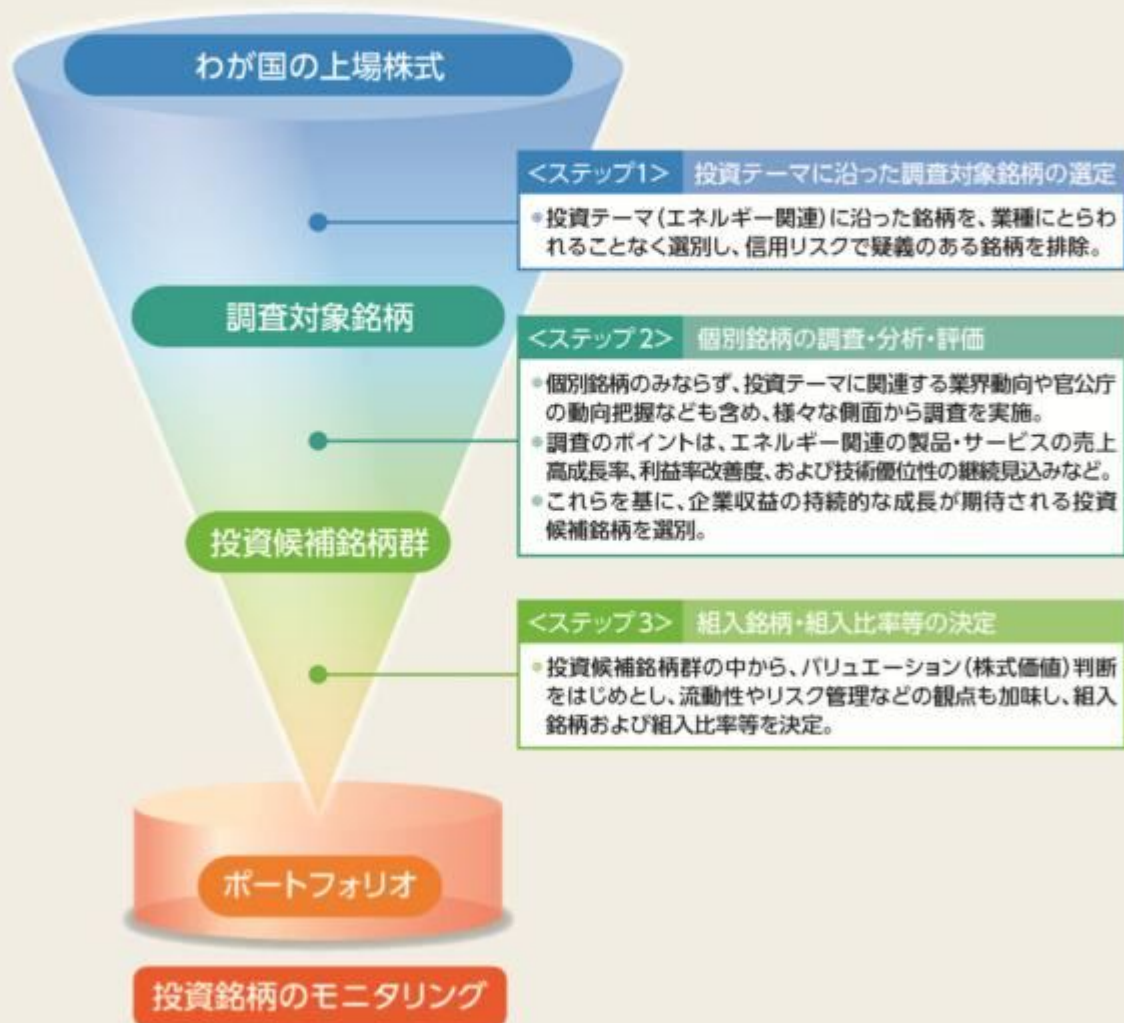 わが国の上場株式
<ステップ1> 投資テーマに沿った調査対象銘柄の選定
●投資テーマ(エネルギー関連)に沿った銘柄を、業種にとらわ
れることなく選別し、信用リスクで疑義のある銘柄を排除。
調査対象銘柄
<ステップ2> 個別銘柄の調査・分析・評価
●個別銘柄のみならず、投資テーマに関連する業界動向や官公庁
の動向把握なども含め、様々な側面から調査を実施。
●調査のポイントは、エネルギー関連の製品・サービスの売上
高成長率、利益率改善度、および技術優位性の継続見込みなど。
●これらを基に、企業収益の持続的な成長が期待される投資
候補銘柄を選別。
投資候補銘柄群
<ステップ3> 組入銘柄・組入比率等の決定
●投資候補銘柄群の中から、バリュエーション(株式価値)判断
をはじめとし、流動性やリスク管理などの観点も加味し、組入
銘柄および組入比率等を決定。
ポートフォリオ
投資銘柄のモニタリング